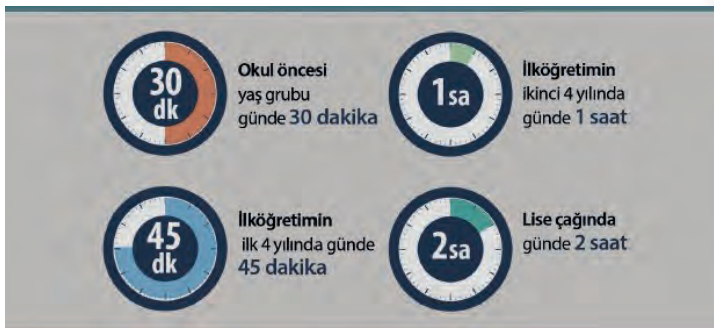 30
dk
Okul öncesi
yaş grubu
günde 30 dakika
1sa
İlköğretimin
ikinci 4 yılında
günde 1 saat
45
dk
İlköğretimin
ilk 4 yılında günde
45 dakika
2sa
Lise çağında
günde 2 saat